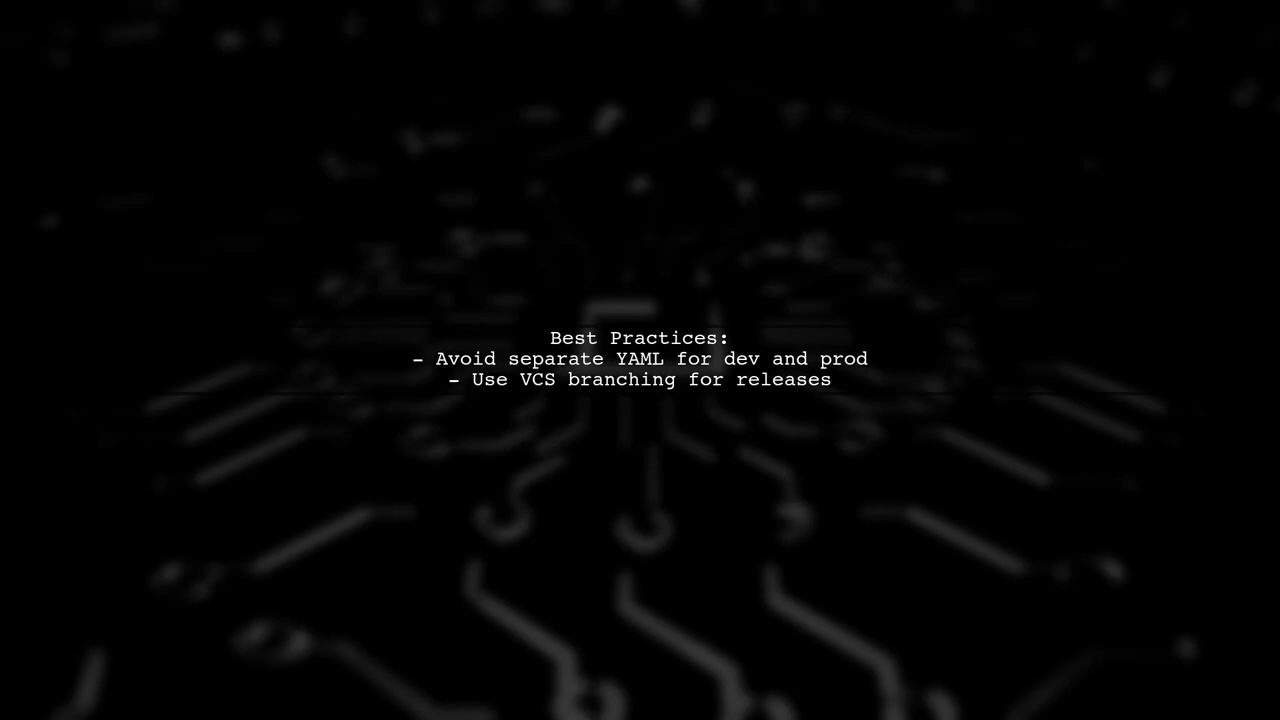 Best Practices:
- Avoid separate YAML for dev and prod
- Use VCS branching for releases